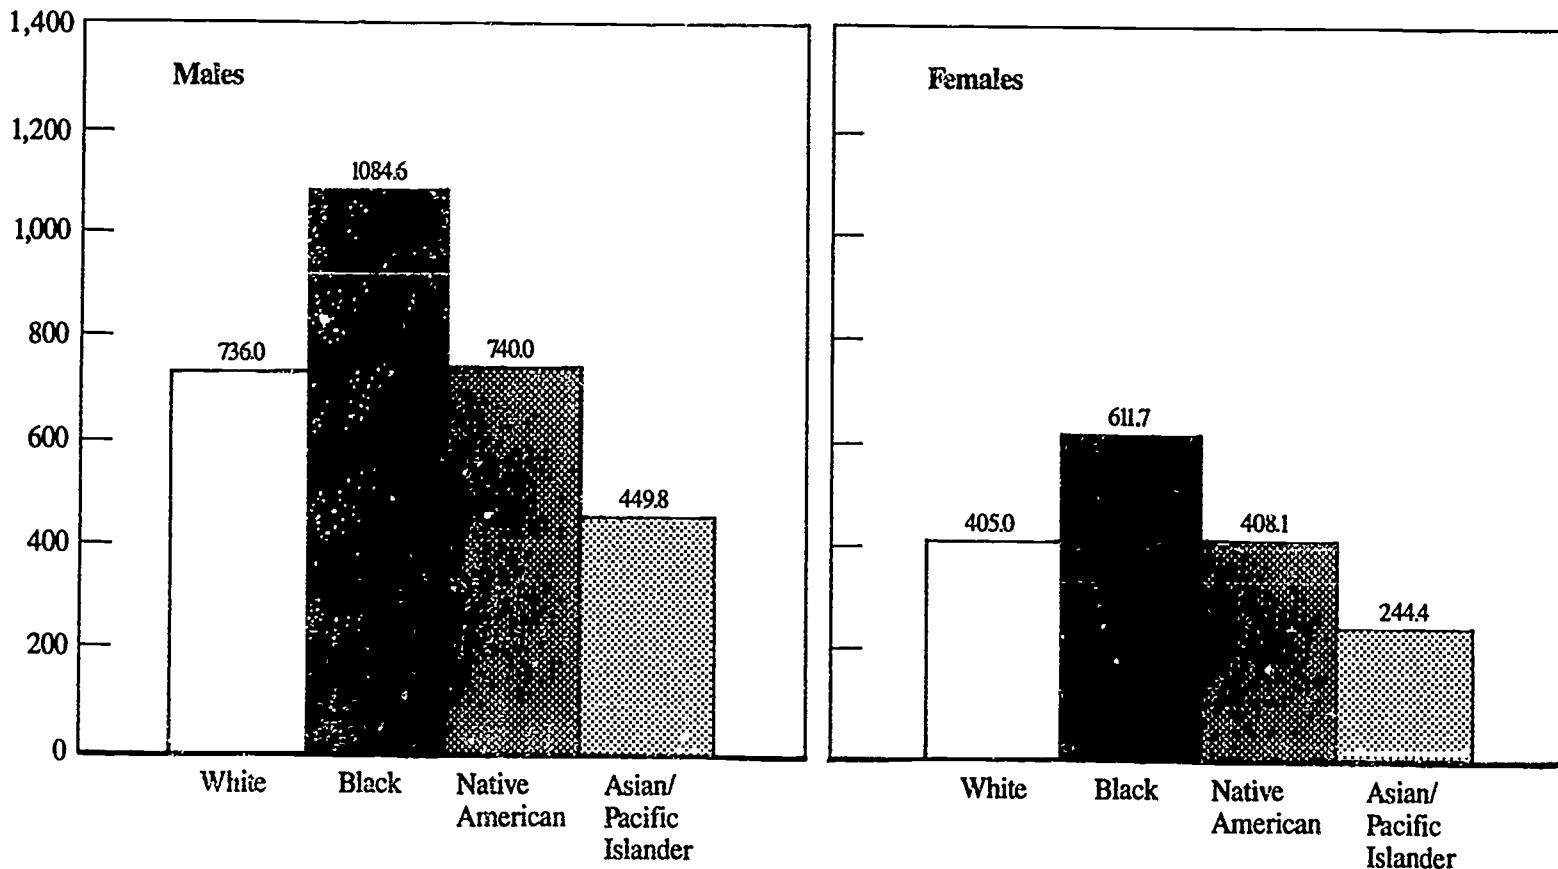 1,400
1,200
1,000
800
600
400
200
0
Males
1084.6
736.0
740.0
449.8
White
Black
Native
American
Asian/
Pacific
Islander
Females
611.7
405.0
408.1
244.4
White
Black
Native
American
Asian/
Pacific
Islander